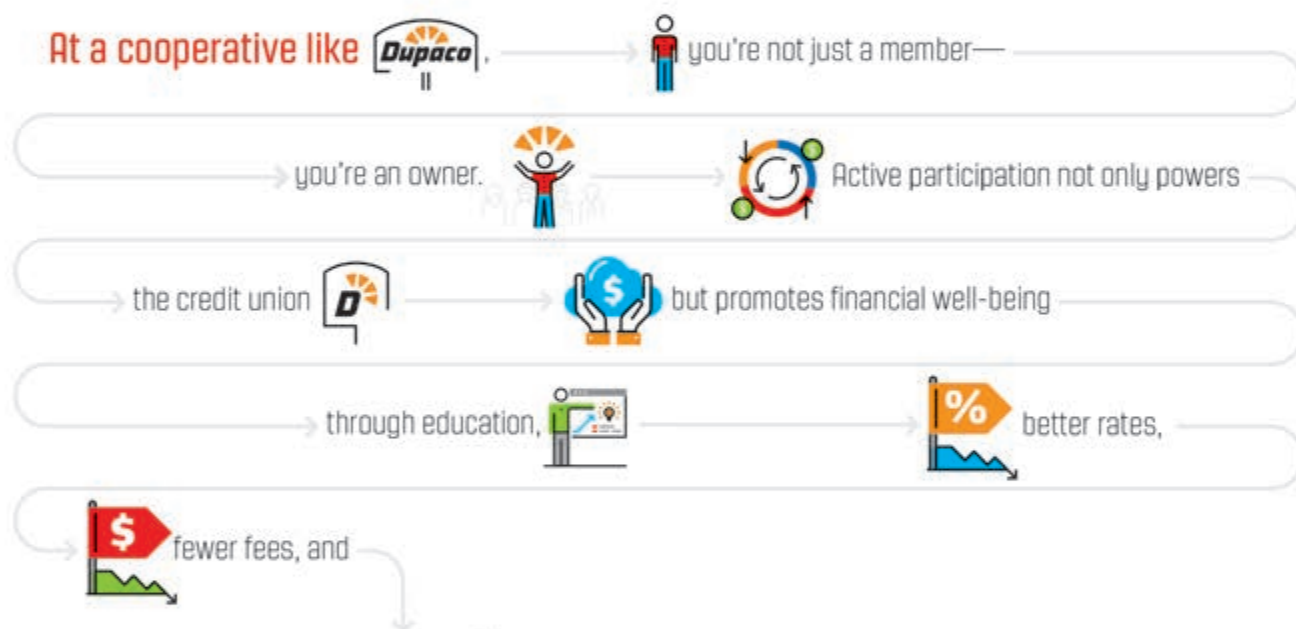 At a cooperative like Dupaco, you're not just a member—
you're an owner. $ $ Active participation not only powers
the credit union D $ but promotes financial well-being
through education, % better rates,
$ fewer fees, and